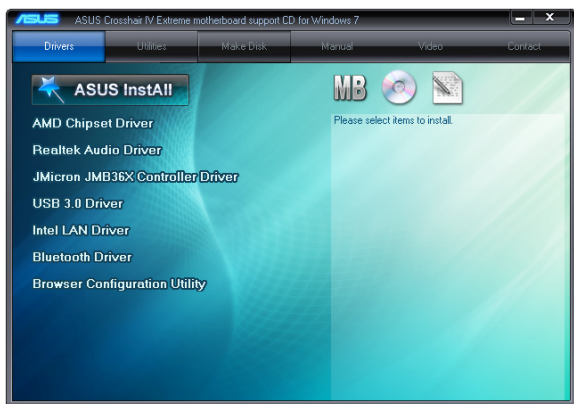 ASUS ASUS Crosshair IV Extreme motherboard support CD for Windows 7
Drivers Utilities Make Disk Manual Video Contact
ASUS InstAll
MB
Please select items to install.
AMD Chipset Driver
Realtek Audio Driver
JMicron JMB36X Controller Driver
USB 3.0 Driver
Intel LAN Driver
Bluetooth Driver
Browser Configuration Utility